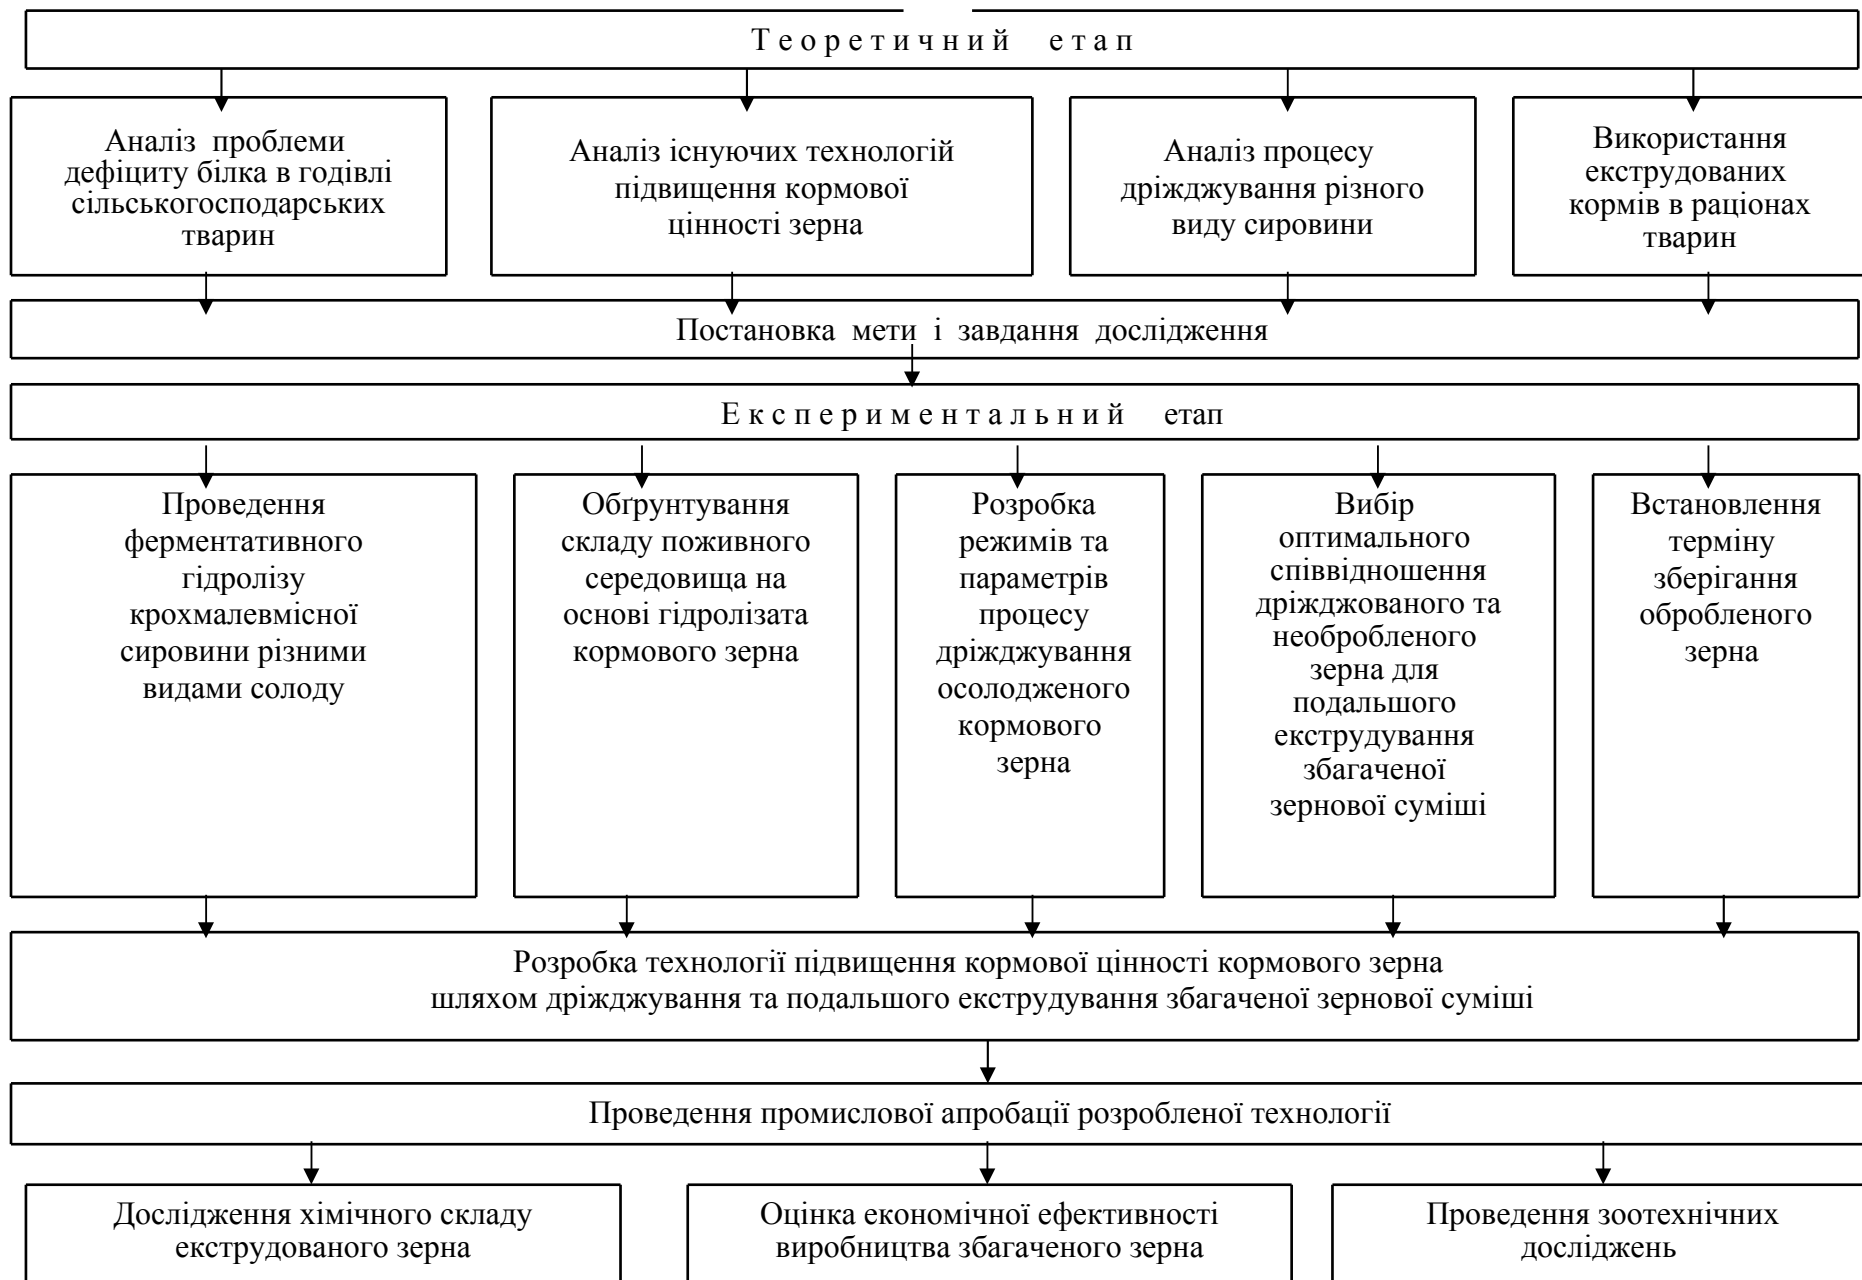 Теоретичний етап
Аналіз проблеми
дефіциту білка в годівлі
сільськогосподарських
тварин
Аналіз існуючих технологій
підвищення кормової
цінності зерна
Аналіз процесу
дріжджування різного
виду сировини
Використання
екструдованих
кормів в раціонах
тварин
Постановка мети і завдання дослідження
Експериментальний етап
Проведення
ферментативного
гідролізу
крохмалевмісної
сировини різними
видами солоду
Обґрунтування
складу поживного
середовища на
основі гідролізата
кормового зерна
Розробка
режимів та
параметрів
процесу
дріжджування
осолодженого
кормового
зерна
Вибір
оптимального
співвідношення
дріжджованого та
необробленого
зерна для
подальшого
екструдування
збагаченої
зернової суміші
Встановлення
терміну
зберігання
обробленого
зерна
Розробка технології підвищення кормової цінності кормового зерна
шляхом дріжджування та подальшого екструдування збагаченої зернової суміші
Проведення промислової апробації розробленої технології
Дослідження хімічного складу
екструдованого зерна
Оцінка економічної ефективності
виробництва збагаченого зерна
Проведення зоотехнічних
досліджень